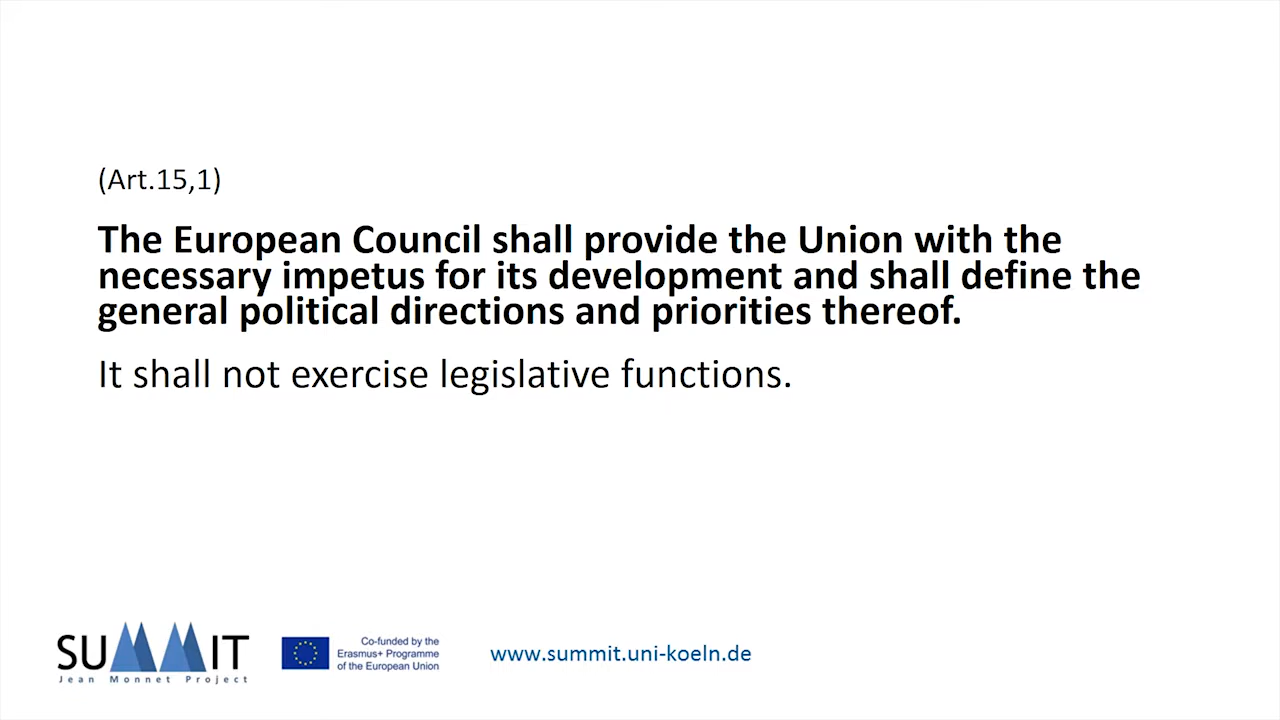 (Art.15,1)
The European Council shall provide the Union with the
necessary impetus for its development and shall define the
general political directions and priorities thereof.
It shall not exercise legislative functions.
SUMMIT
Jean Monnet Project
Co-funded by the
Erasmus+ Programme
of the European Union
www.summit.uni-koeln.de